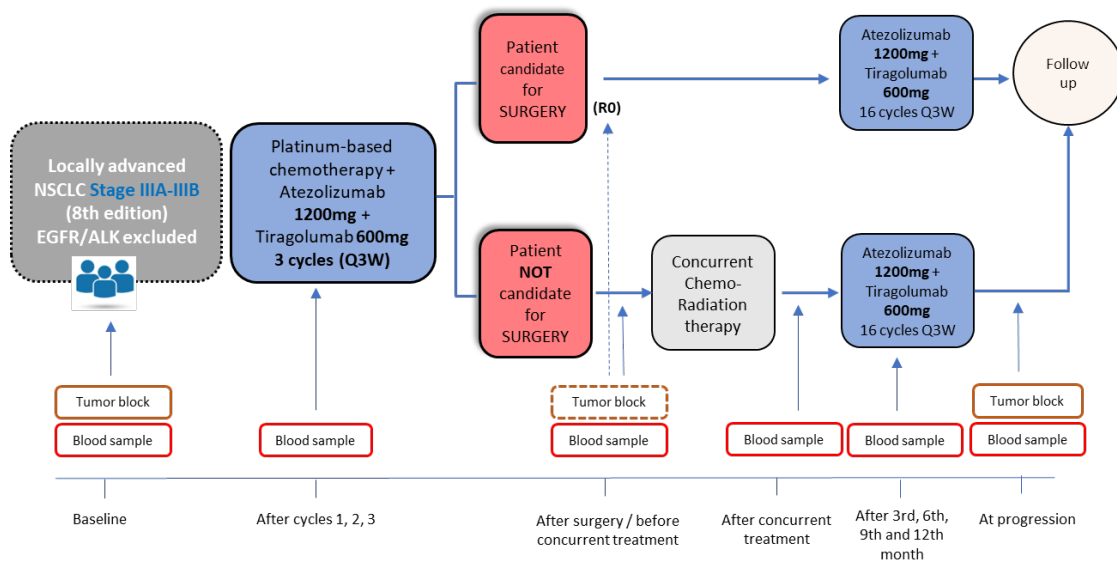 Locally advanced
NSCLC Stage IIIA-IIIB
(8th edition)
EGFR/ALK excluded
Platinum-based
chemotherapy +
Atezolizumab
1200mg +
Tiragolumab 600mg
3 cycles (Q3W)
Patient
candidate
for
SURGERY
(R0)
Atezolizumab
1200mg +
Tiragolumab
600mg
16 cycles Q3W
Follow
up
Patient
NOT
candidate
for
SURGERY
Concurrent
Chemo-
Radiation
therapy
Atezolizumab
1200mg +
Tiragolumab
600mg
16 cycles Q3W
Tumor block
Blood sample
Blood sample
Tumor block
Blood sample
Blood sample
Blood sample
Tumor block
Blood sample
Baseline
After cycles 1, 2, 3
After surgery / before
concurrent treatment
After concurrent
treatment
After 3rd, 6th,
9th and 12th
month
At progression